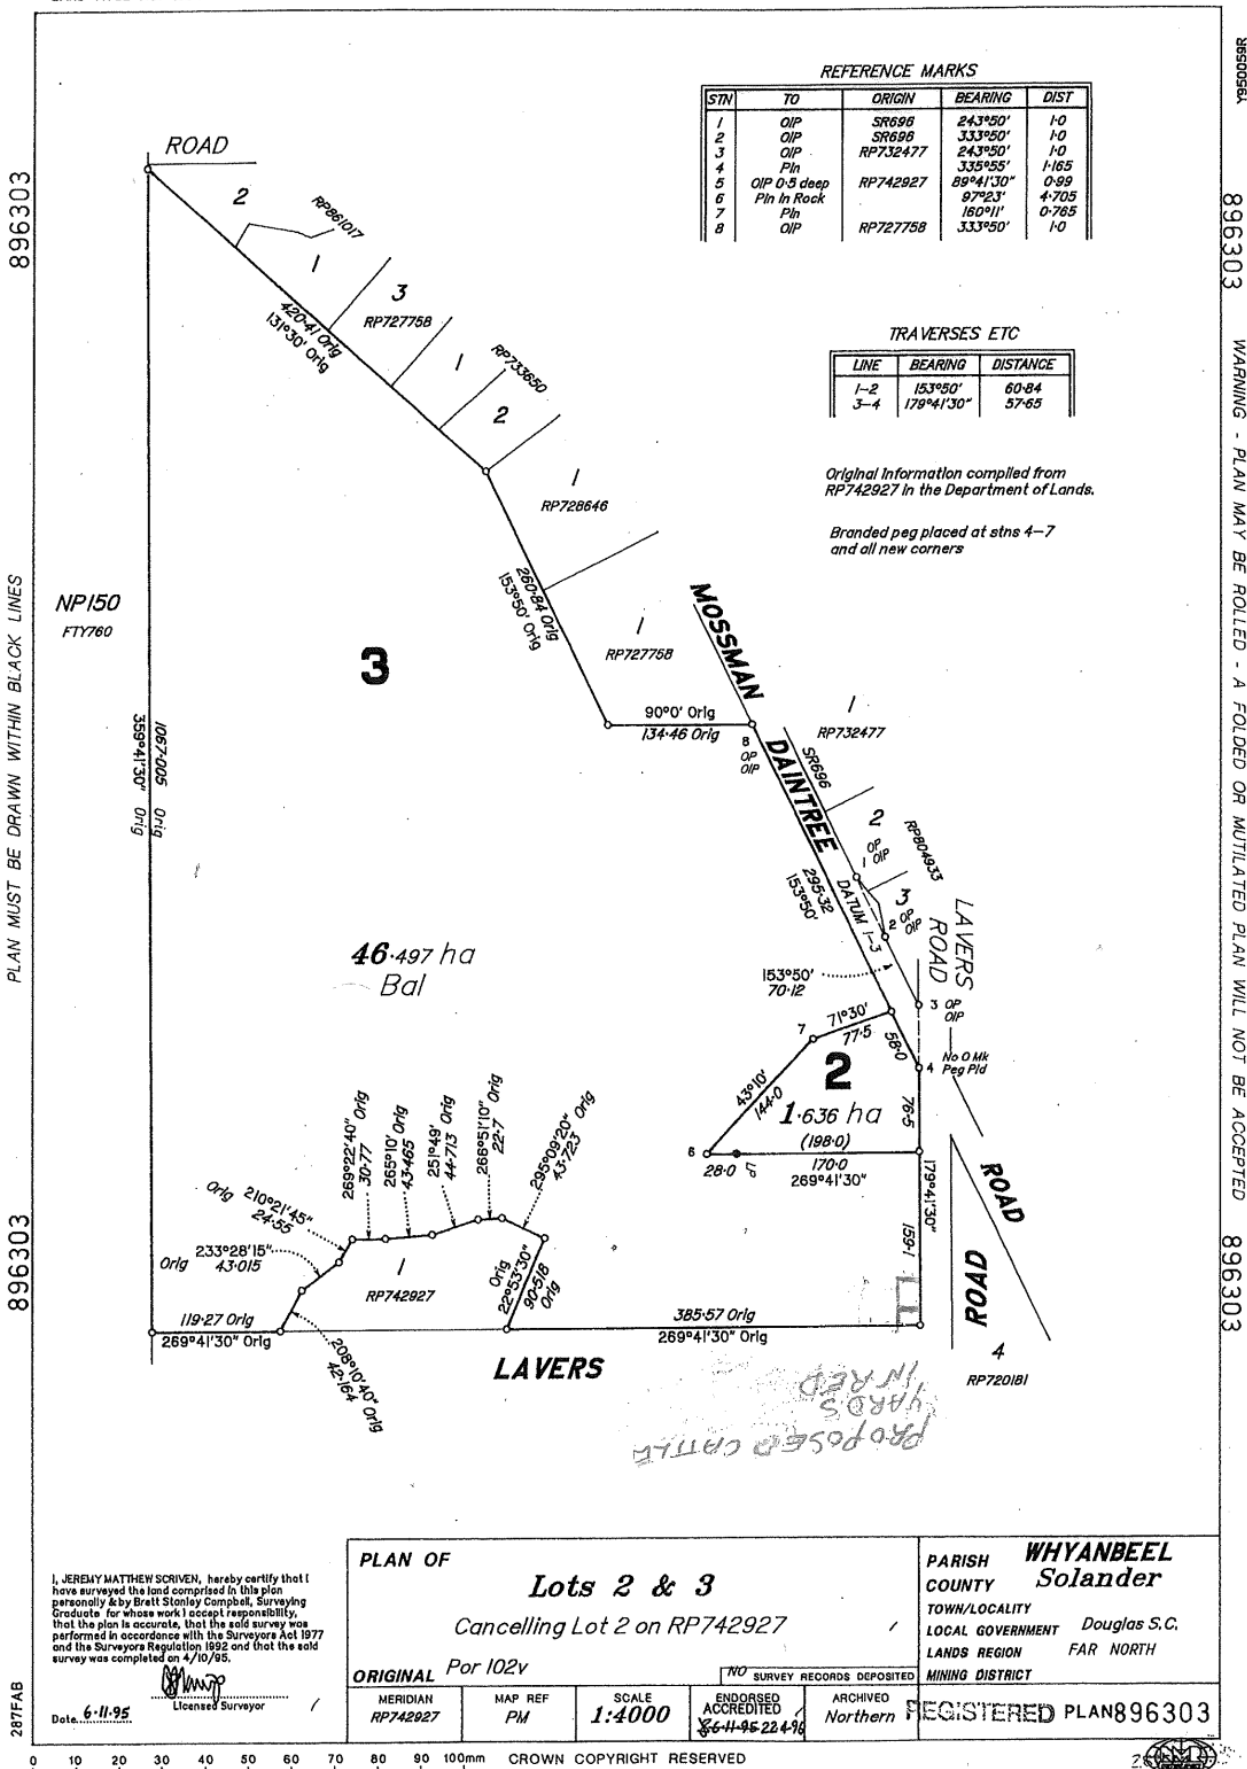 Y95059R
REFERENCE MARKS
STN TO ORIGIN BEARING DIST
1 OIP SR696 243°50' 1·0
2 OIP SR696 333°50' 1·0
3 OIP RP732477 243°50' 1·0
4 Pin 335°55' 1·165
5 OIP 0·5 deep RP742927 89°41'30" 0·99
6 Pin in Rock 97°23' 4·705
7 Pin 160°11' 0·765
8 OIP RP727758 333°50' 1·0
TRAVERSES ETC
LINE BEARING DISTANCE
1–2 153°50' 60·84
3–4 179°41'30" 57·65
Original Information compiled from
RP742927 in the Department of Lands.
Branded peg placed at stns 4–7
and all new corners
896303
896303
896303
896303
PLAN MUST BE DRAWN WITHIN BLACK LINES
WARNING - PLAN MAY BE ROLLED - A FOLDED OR MUTILATED PLAN WILL NOT BE ACCEPTED
ROAD
2
RP861017
1
3
RP727758
420·41 Orig
131°30' Orig
1
RP733650
2
1
RP728646
260·84 Orig
153°50' Orig
1
RP727758
NP150
FTY760
3
MOSSMAN
90°0' Orig
134·46 Orig
8
OP
OIP
1
RP732477
DAINTREE
SR696
1067·005 Orig
359°41'30" Orig
2
RP804933
OP
1 OIP
3
295·32
153°50'
DATUM 1–3
2 OP
OIP
LAVERS
ROAD
46·497 ha
Bal
153°50'
70·12
3 OP
OIP
7
71°30'
77·5
58·0
4 No O Mk
Peg Pld
2
43°10'
144·0
1·636 ha
76·5
(198·0)
6
28·0
5
170·0
269°41'30"
179°41'30"
159·1
ROAD
ROAD
269°22'40" Orig
30·77
265°10' Orig
43·465
251°49' Orig
44·713
266°51'10" Orig
22·7
295°09'20" Orig
43·723
Orig 210°21'45"
24·55
Orig 233°28'15"
43·015
1
RP742927
Orig
22°53'30"
90·518
Orig
119·27 Orig
269°41'30" Orig
208°10'40" Orig
42·164
385·57 Orig
269°41'30" Orig
LAVERS
4
RP720181
PROPOSED CATTLE
YARDS
IN RED
I, JEREMY MATTHEW SCRIVEN, hereby certify that I
have surveyed the land comprised in this plan
personally & by Brett Stanley Campbell, Surveying
Graduate for whose work I accept responsibility,
that the plan is accurate, that the said survey was
performed in accordance with the Surveyors Act 1977
and the Surveyors Regulation 1992 and that the said
survey was completed on 4/10/95.
Licensed Surveyor
Date 6·11·95
287FAB
PLAN OF
Lots 2 & 3
Cancelling Lot 2 on RP742927
ORIGINAL Por 102v
NO SURVEY RECORDS DEPOSITED
MERIDIAN
RP742927
MAP REF
PM
SCALE
1:4000
ENDORSED
ACCREDITED
22·4·96
ARCHIVED
Northern
PARISH WHYANBEEL
COUNTY Solander
TOWN/LOCALITY
LOCAL GOVERNMENT Douglas S.C.
LANDS REGION FAR NORTH
MINING DISTRICT
REGISTERED PLAN 896303
0 10 20 30 40 50 60 70 80 90 100mm
CROWN COPYRIGHT RESERVED